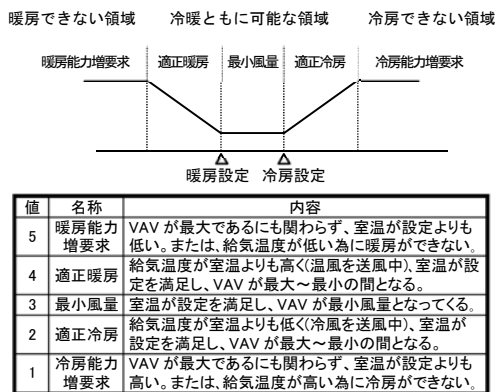 暖房できない領域 冷暖ともに可能な領域 冷房できない領域
暖房能力増要求 適正暖房 最小風量 適正冷房 冷房能力増要求
暖房設定 冷房設定
値 名称 内容
5 暖房能力増要求 VAV が最大であるにも関わらず、室温が設定よりも
低い。または、給気温度が低い為に暖房ができない。
4 適正暖房 給気温度が室温よりも高く(温風を送風中)、室温が設
定を満足し、VAV が最大～最小の間となる。
3 最小風量 室温が設定を満足し、VAV が最小風量となってくる。
2 適正冷房 給気温度が室温よりも低く(冷風を送風中)、室温が
設定を満足し、VAV が最大～最小の間となる。
1 冷房能力増要求 VAV が最大であるにも関わらず、室温が設定よりも
高い。または、給気温度が高い為に冷房ができない。